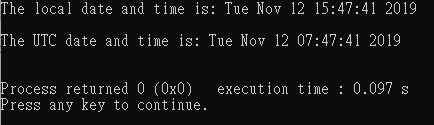 The local date and time is: Tue Nov 12 15:47:41 2019
The UTC date and time is: Tue Nov 12 07:47:41 2019
Process returned 0 (0x0)   execution time : 0.097 s
Press any key to continue.